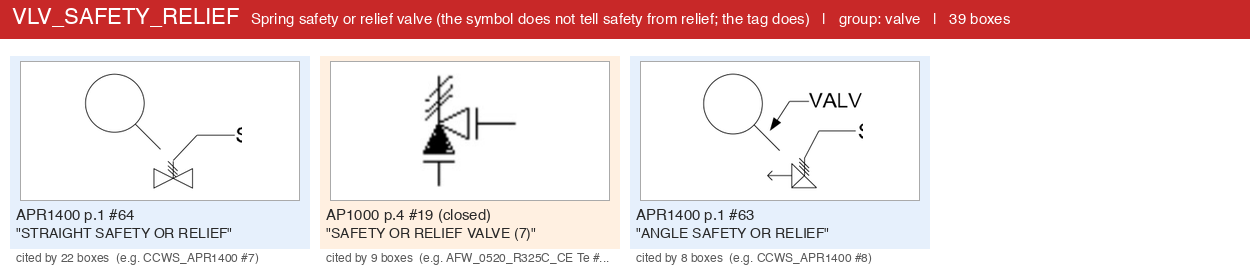 VLV_SAFETY_RELIEF Spring safety or relief valve (the symbol does not tell safety from relief; the tag does) | group: valve | 39 boxes
VALV
APR1400 p.1 #64
"STRAIGHT SAFETY OR RELIEF"
cited by 22 boxes (e.g. CCWS_APR1400 #7)
AP1000 p.4 #19 (closed)
"SAFETY OR RELIEF VALVE (7)"
cited by 9 boxes (e.g. AFW_0520_R325C_CE Te #...
APR1400 p.1 #63
"ANGLE SAFETY OR RELIEF"
cited by 8 boxes (e.g. CCWS_APR1400 #8)